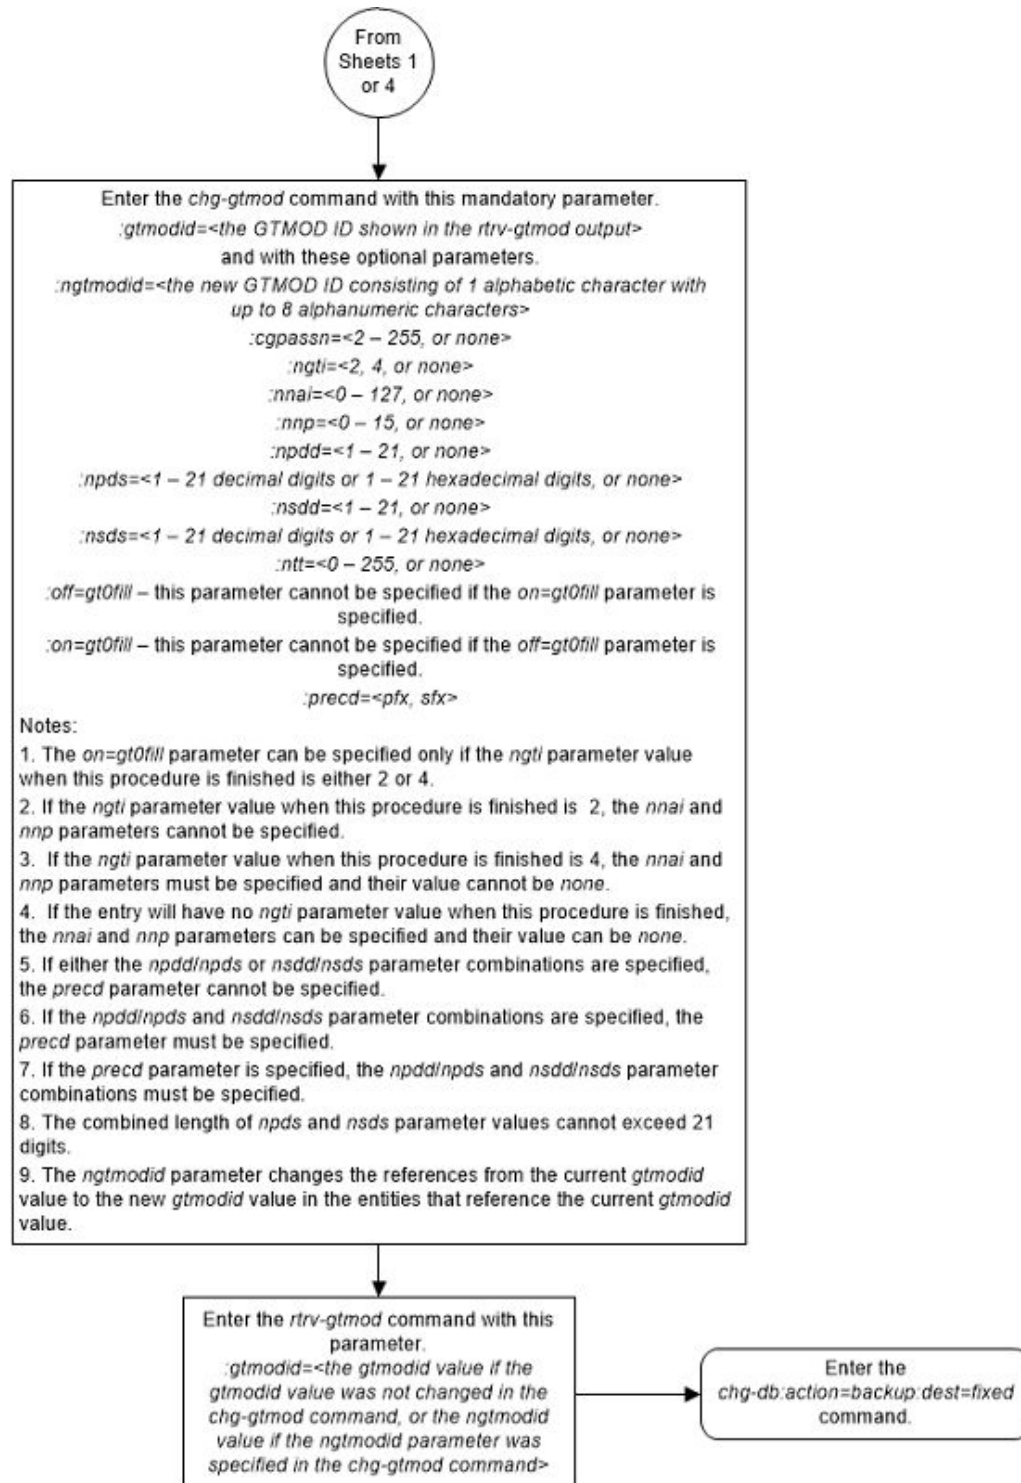 From
Sheets 1
or 4
Enter the chg-gtmod command with this mandatory parameter.
:gtmodid=<the GTMOD ID shown in the rtrv-gtmod output>
and with these optional parameters.
:ngtmodid=<the new GTMOD ID consisting of 1 alphabetic character with
up to 8 alphanumeric characters>
:cgpassn=<2 – 255, or none>
:ngti=<2, 4, or none>
:nnai=<0 – 127, or none>
:nnp=<0 – 15, or none>
:npdd=<1 – 21, or none>
:npds=<1 – 21 decimal digits or 1 – 21 hexadecimal digits, or none>
:nsdd=<1 – 21, or none>
:nsds=<1 – 21 decimal digits or 1 – 21 hexadecimal digits, or none>
:ntt=<0 – 255, or none>
:off=gt0fill – this parameter cannot be specified if the on=gt0fill parameter is
specified.
:on=gt0fill – this parameter cannot be specified if the off=gt0fill parameter is
specified.
:precd=<pfx, sfx>
Notes:
1. The on=gt0fill parameter can be specified only if the ngti parameter value
when this procedure is finished is either 2 or 4.
2. If the ngti parameter value when this procedure is finished is  2, the nnai and
nnp parameters cannot be specified.
3.  If the ngti parameter value when this procedure is finished is 4, the nnai and
nnp parameters must be specified and their value cannot be none.
4.  If the entry will have no ngti parameter value when this procedure is finished,
the nnai and nnp parameters can be specified and their value can be none.
5. If either the npdd/npds or nsdd/nsds parameter combinations are specified,
the precd parameter cannot be specified.
6. If the npdd/npds and nsdd/nsds parameter combinations are specified, the
precd parameter must be specified.
7. If the precd parameter is specified, the npdd/npds and nsdd/nsds parameter
combinations must be specified.
8. The combined length of npds and nsds parameter values cannot exceed 21
digits.
9. The ngtmodid parameter changes the references from the current gtmodid
value to the new gtmodid value in the entities that reference the current gtmodid
value.
Enter the rtrv-gtmod command with this
parameter.
:gtmodid=<the gtmodid value if the
gtmodid value was not changed in the
chg-gtmod command, or the ngtmodid
value if the ngtmodid parameter was
specified in the chg-gtmod command>
Enter the
chg-db:action=backup:dest=fixed
command.